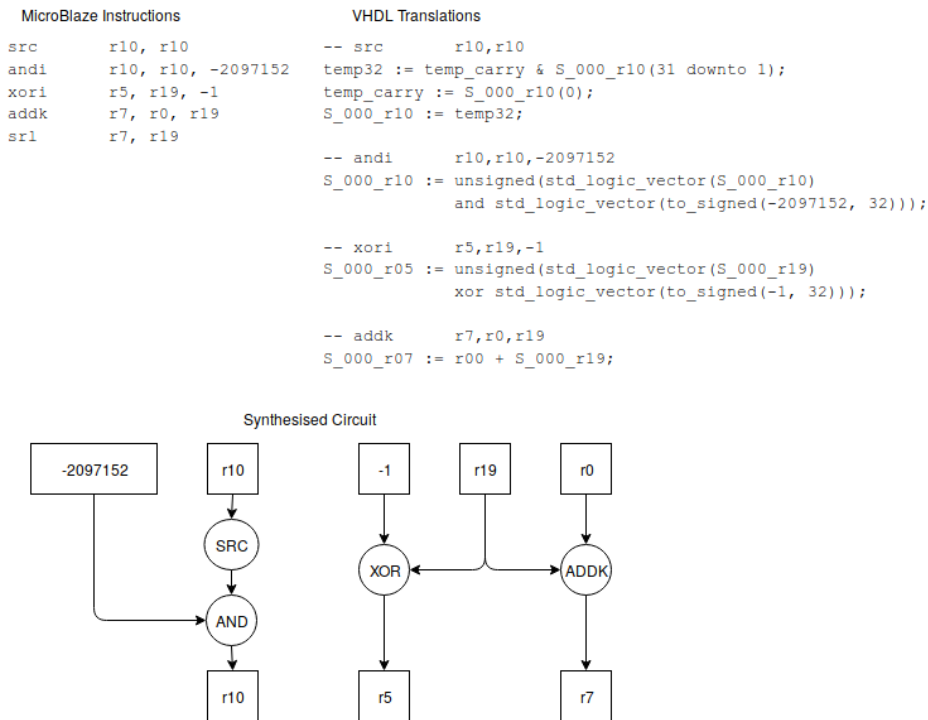 MicroBlaze Instructions
src r10, r10
andi r10, r10, -2097152
xori r5, r19, -1
addk r7, r0, r19
srl r7, r19
VHDL Translations
-- src r10,r10
temp32 := temp_carry & S_000_r10(31 downto 1);
temp_carry := S_000_r10(0);
S_000_r10 := temp32;
-- andi r10,r10,-2097152
S_000_r10 := unsigned(std_logic_vector(S_000_r10)
and std_logic_vector(to_signed(-2097152, 32)));
-- xori r5,r19,-1
S_000_r05 := unsigned(std_logic_vector(S_000_r19)
xor std_logic_vector(to_signed(-1, 32)));
-- addk r7,r0,r19
S_000_r07 := r00 + S_000_r19;
Synthesised Circuit
-2097152
r10
-1
r19
r0
SRC
XOR
ADDK
AND
r10
r5
r7